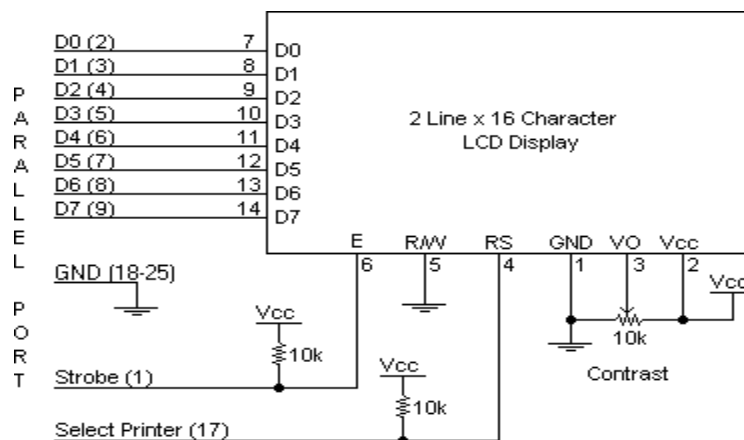 PARALLEL PORT
D0 (2) 7 D0
D1 (3) 8 D1
D2 (4) 9 D2
D3 (5) 10 D3
D4 (6) 11 D4
D5 (7) 12 D5
D6 (8) 13 D6
D7 (9) 14 D7
2 Line x 16 Character
LCD Display
E R/W RS GND VO Vcc
6 5 4 1 3 2
GND (18-25)
Vcc
Vcc
10k
10k
Contrast
Strobe (1)
Vcc
10k
Select Printer (17)